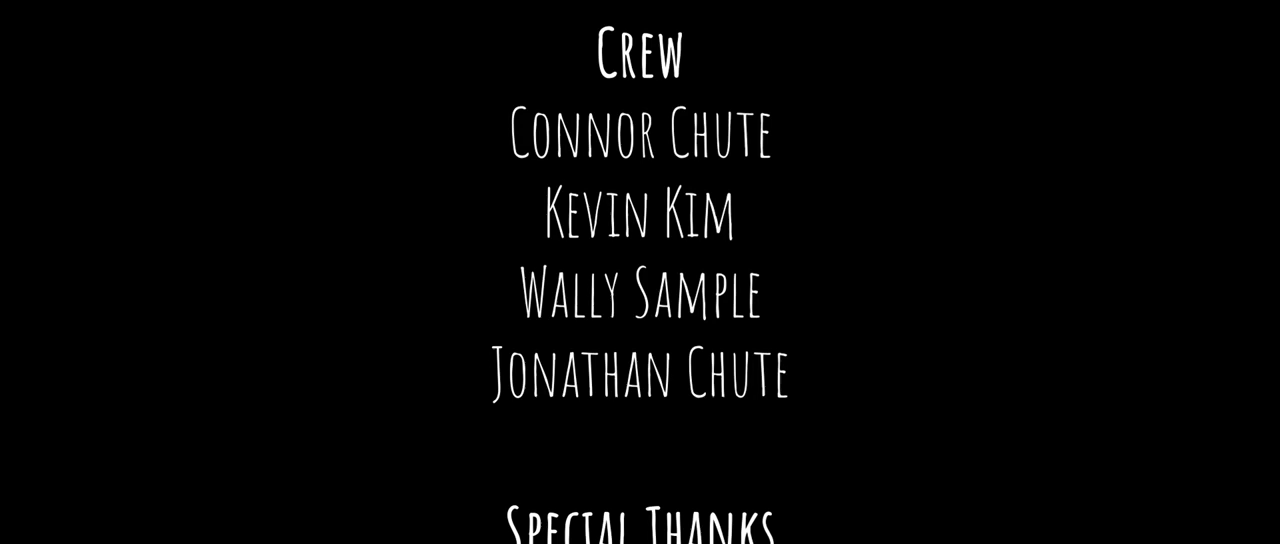 Crew
Connor Chute
Kevin Kim
Wally Sample
Jonathan Chute
Special Thanks